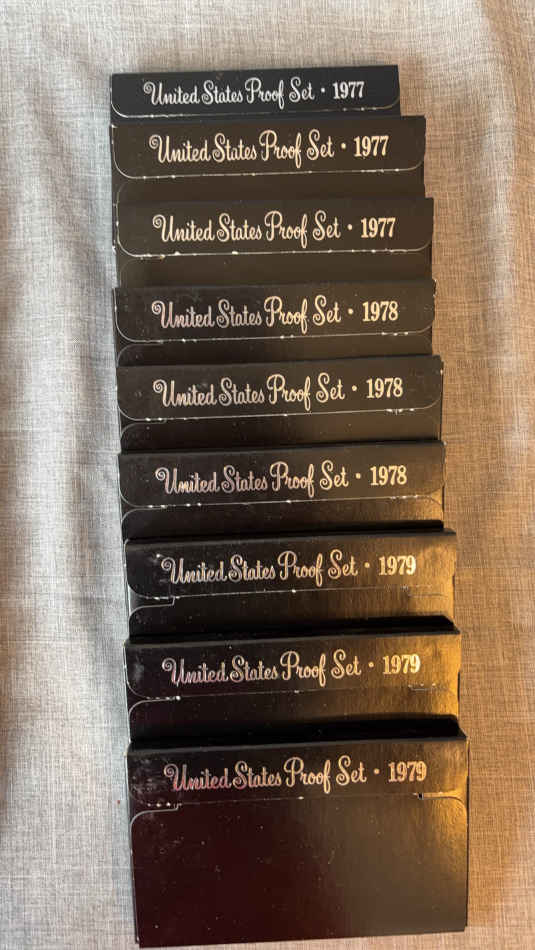 United States Proof Set • 1977
United States Proof Set • 1977
United States Proof Set • 1977
United States Proof Set • 1978
United States Proof Set • 1978
United States Proof Set • 1978
United States Proof Set • 1979
United States Proof Set • 1979
United States Proof Set • 1979